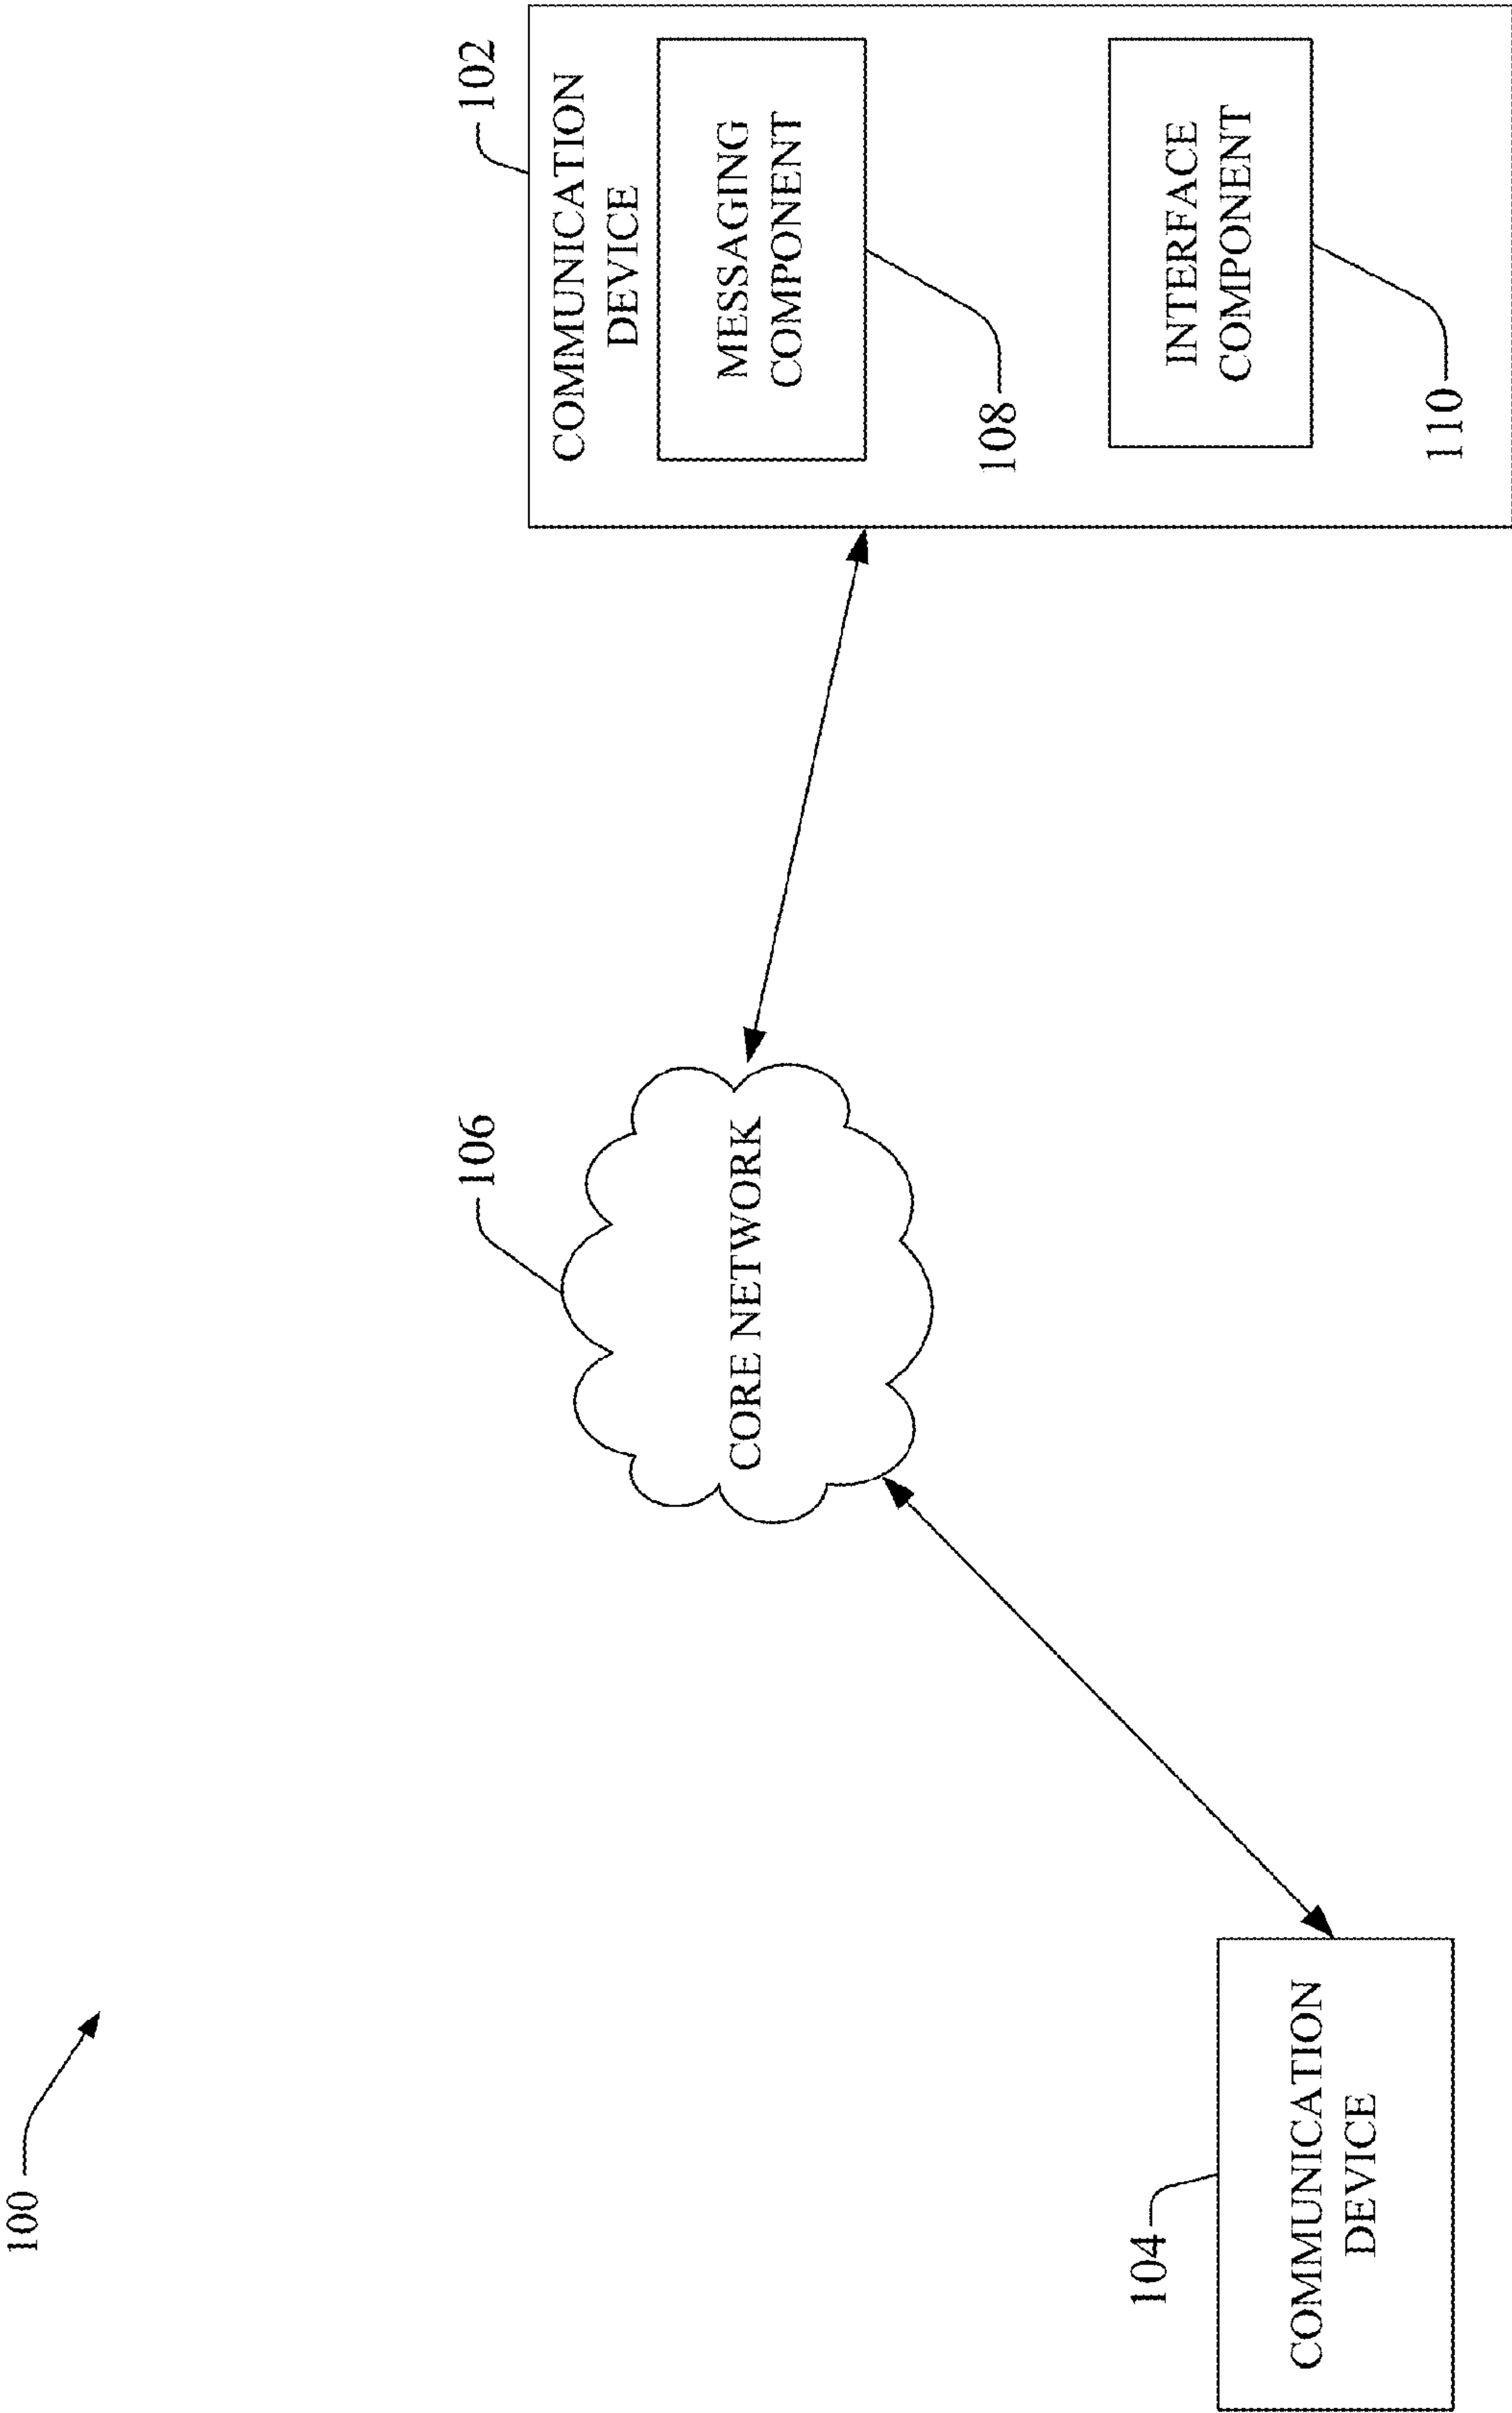 100
102
COMMUNICATION
DEVICE
MESSAGING
COMPONENT
108
INTERFACE
COMPONENT
110
106
CORE NETWORK
104
COMMUNICATION
DEVICE